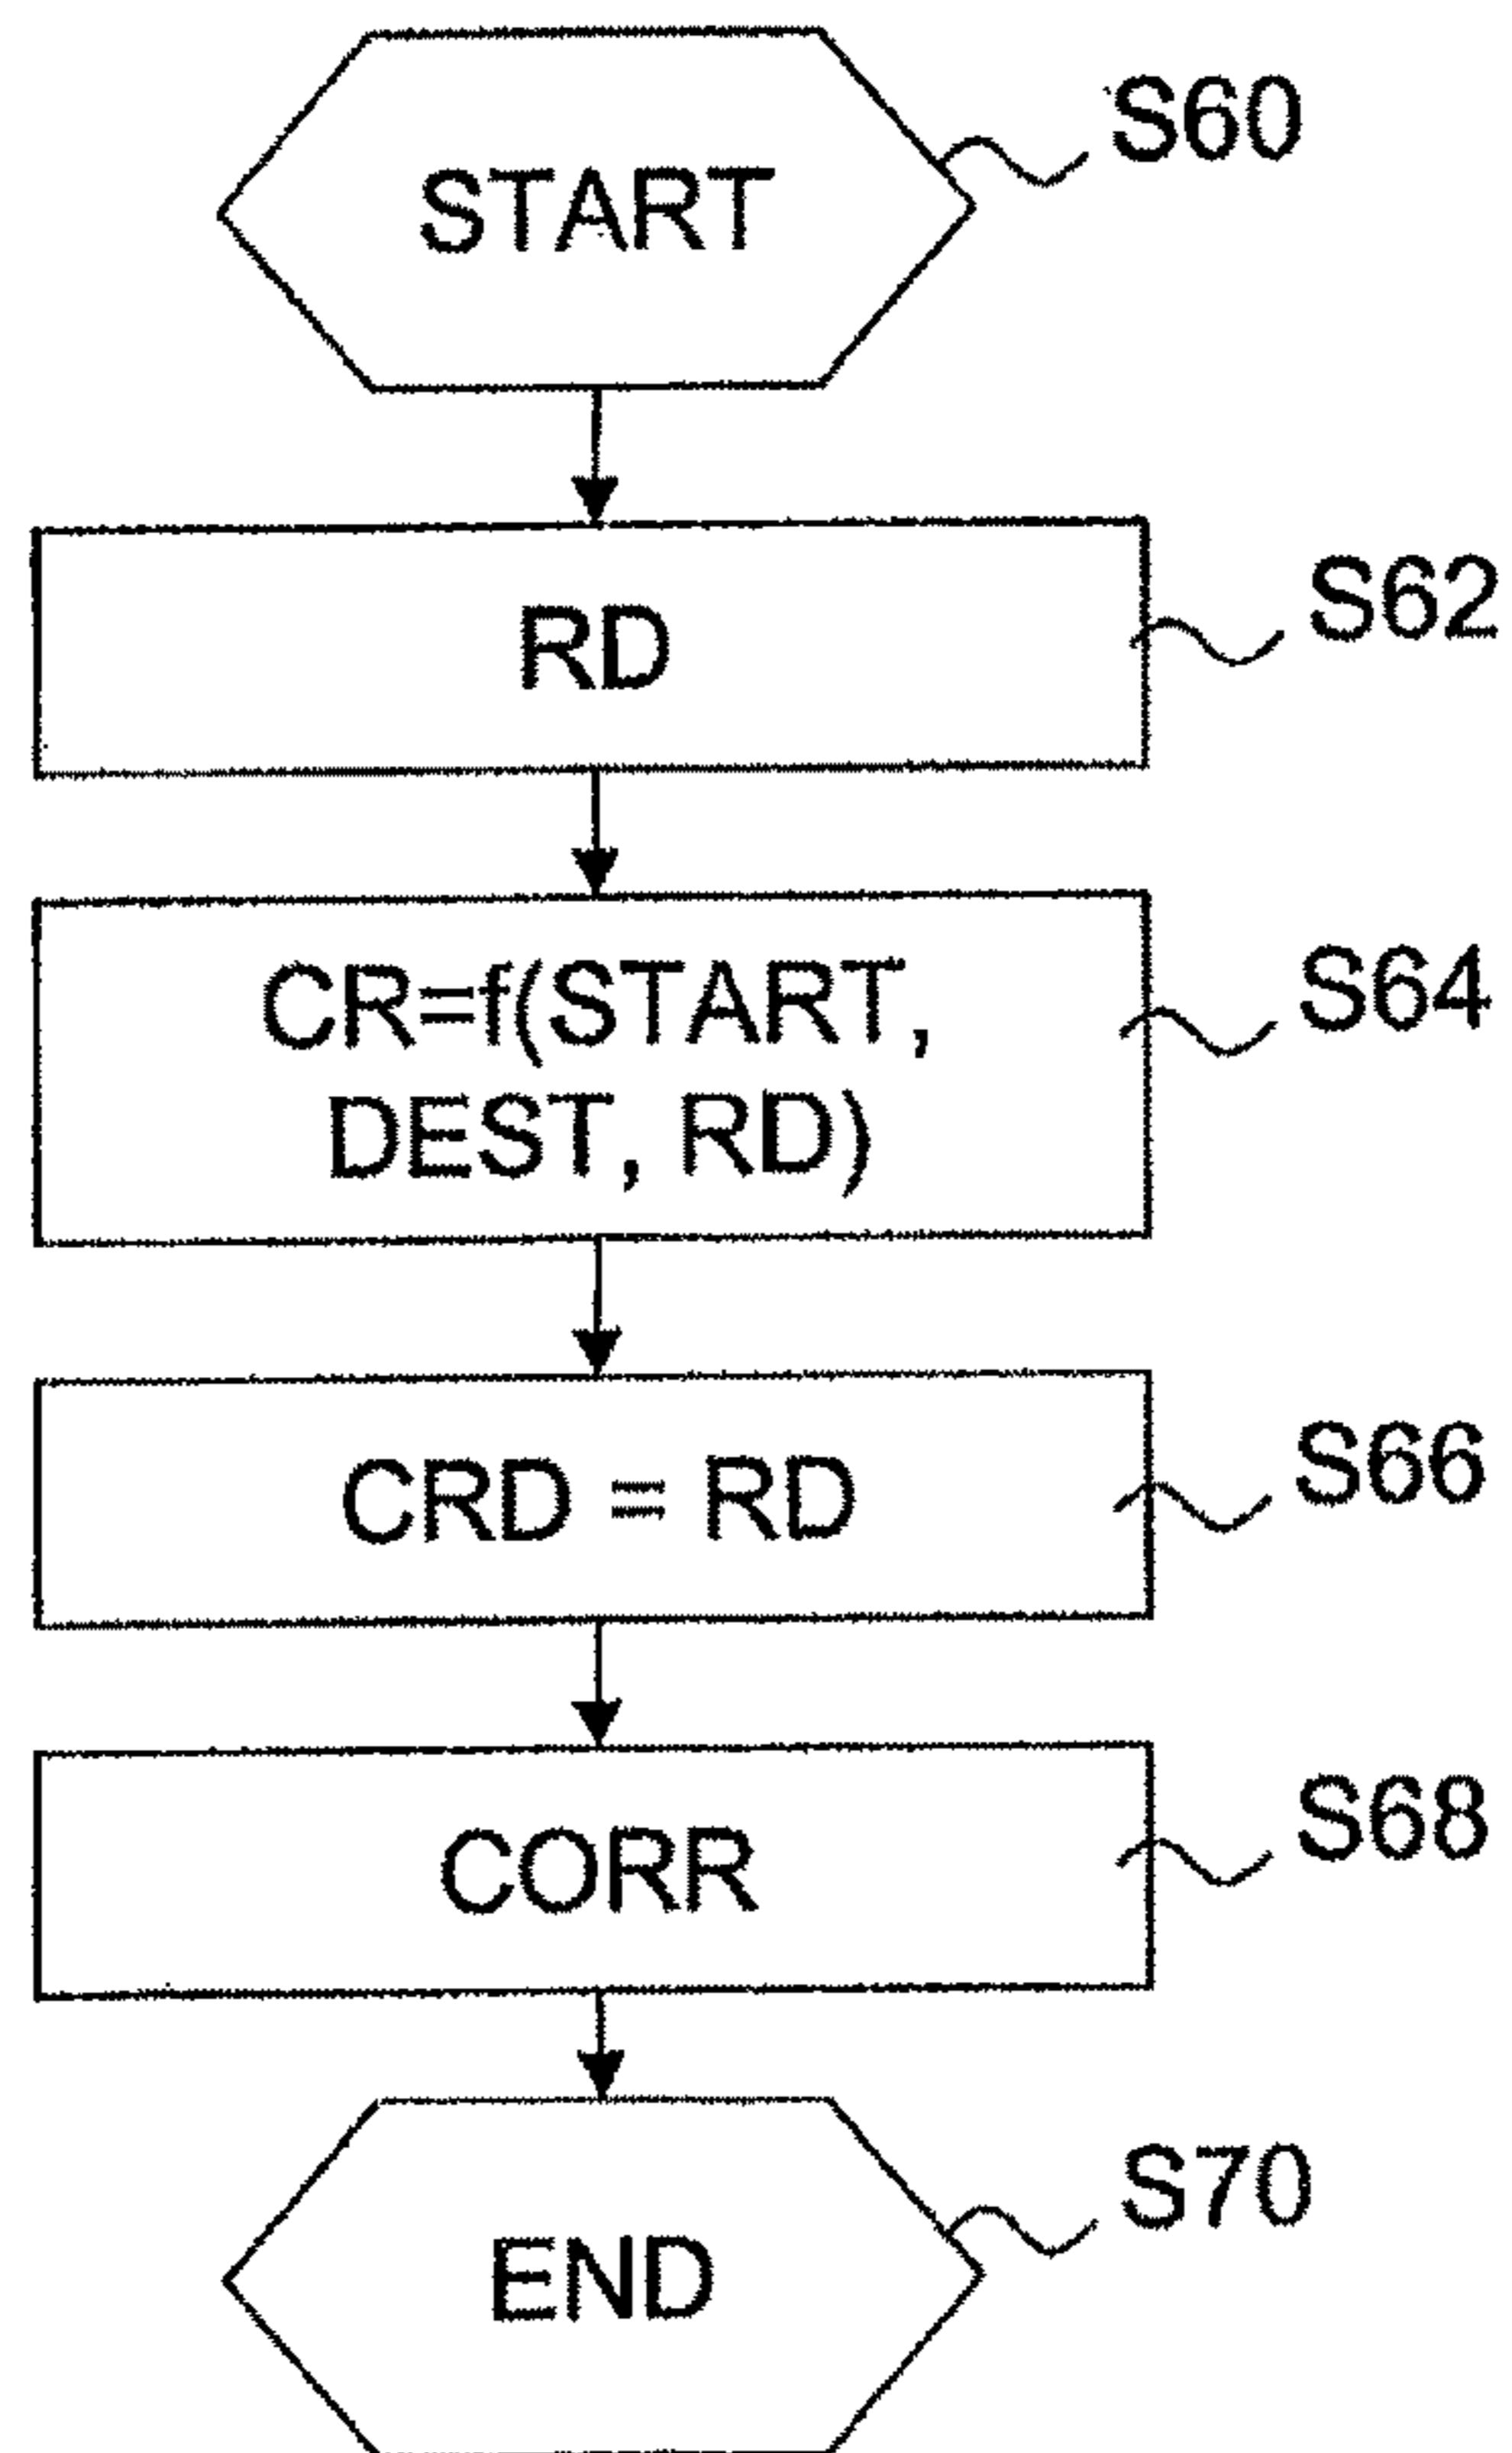 START
S60
RD
S62
CR=f(START,
DEST, RD)
S64
CRD = RD
S66
CORR
S68
END
S70